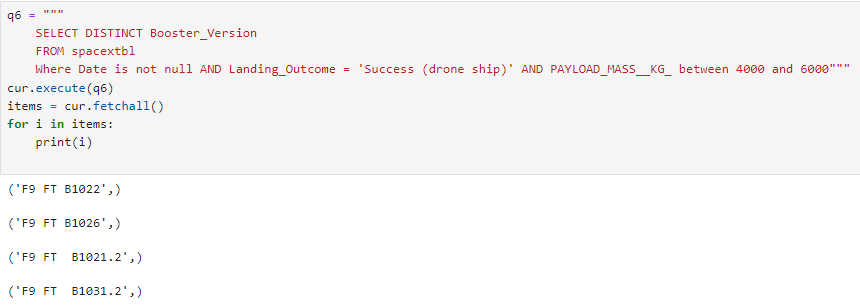 q6 = """
    SELECT DISTINCT Booster_Version
    FROM spacextbl
    Where Date is not null AND Landing_Outcome = 'Success (drone ship)' AND PAYLOAD_MASS__KG_ between 4000 and 6000"""
cur.execute(q6)
items = cur.fetchall()
for i in items:
    print(i)
('F9 FT B1022',)
('F9 FT B1026',)
('F9 FT  B1021.2',)
('F9 FT  B1031.2',)